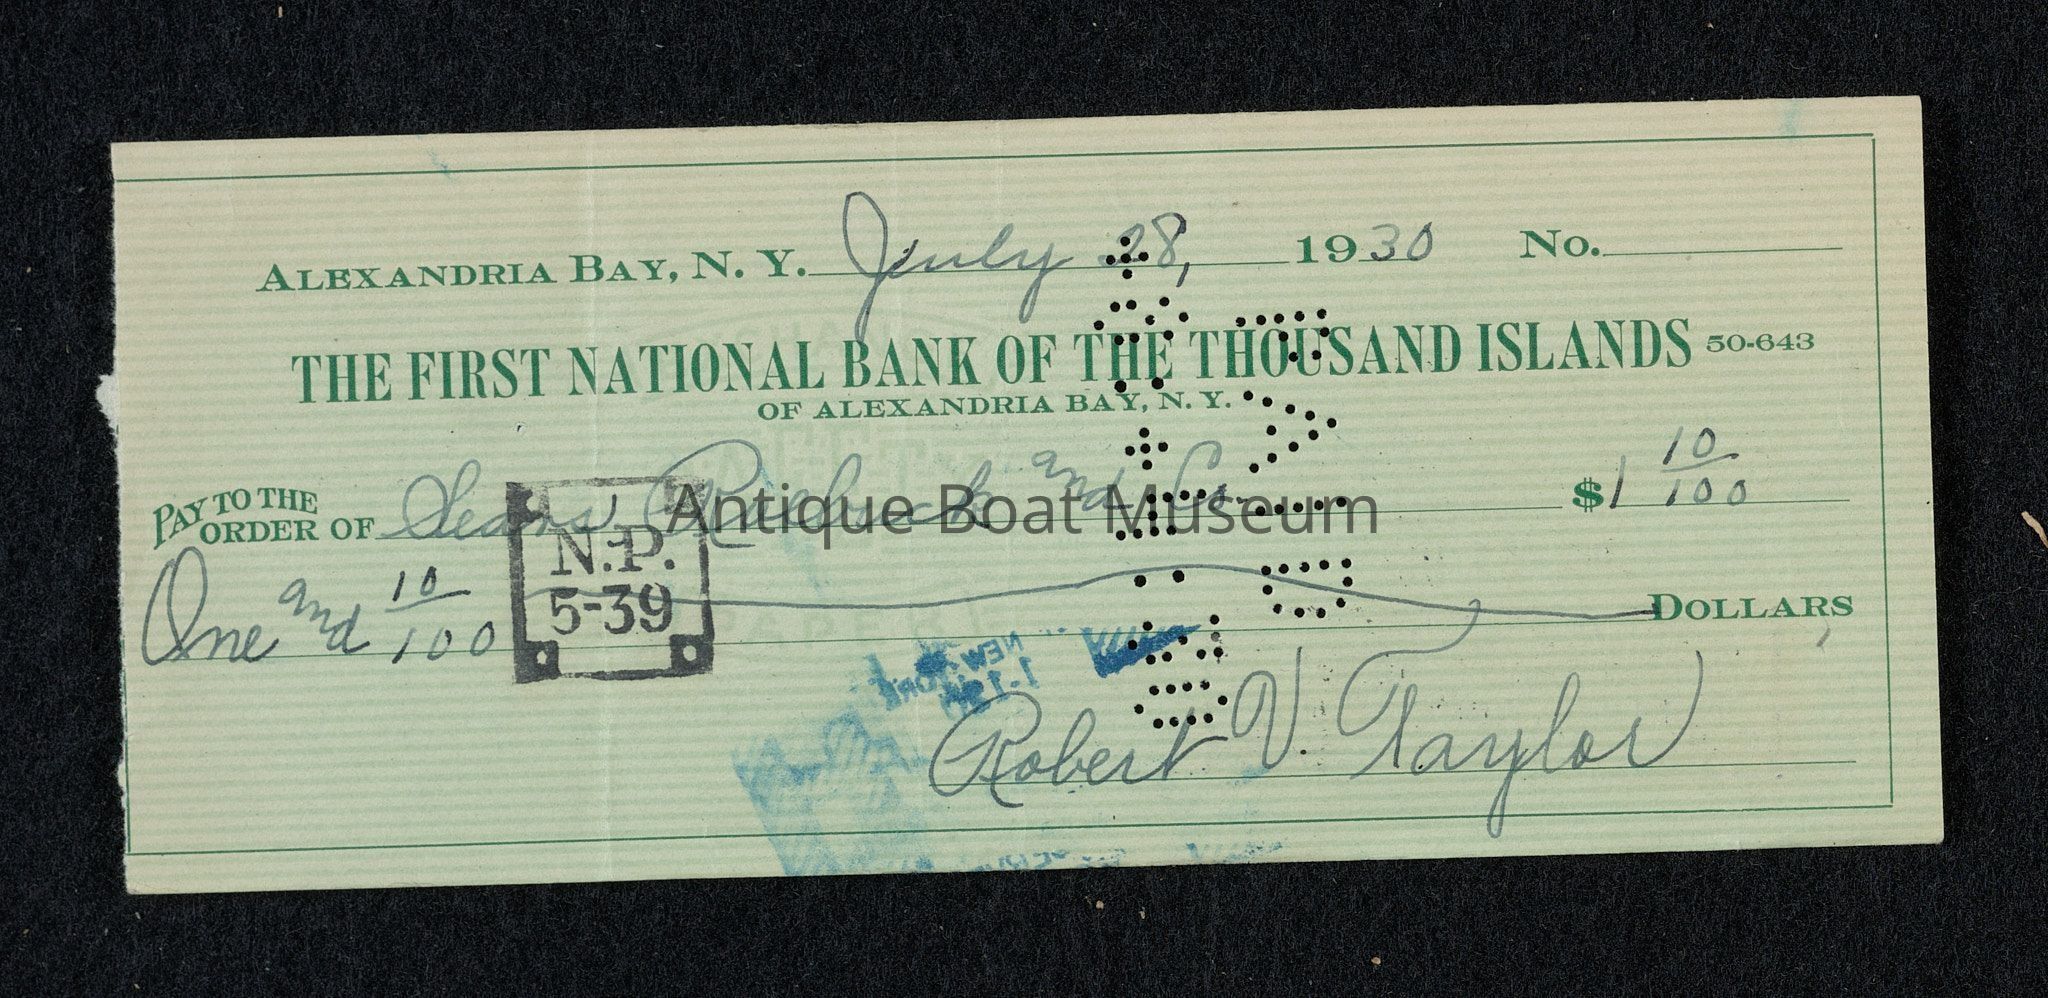 ALEXANDRIA BAY, N. Y. July 28, 1930 No.
THE FIRST NATIONAL BANK OF THE THOUSAND ISLANDS 50-643
OF ALEXANDRIA BAY, N. Y.
PAY TO THE ORDER OF Sears Roebuck and Co. $1 10/100
Antique Boat Museum
One and 10/100 DOLLARS
N.P.
5-39
NEW YORK
Robert V. Taylor